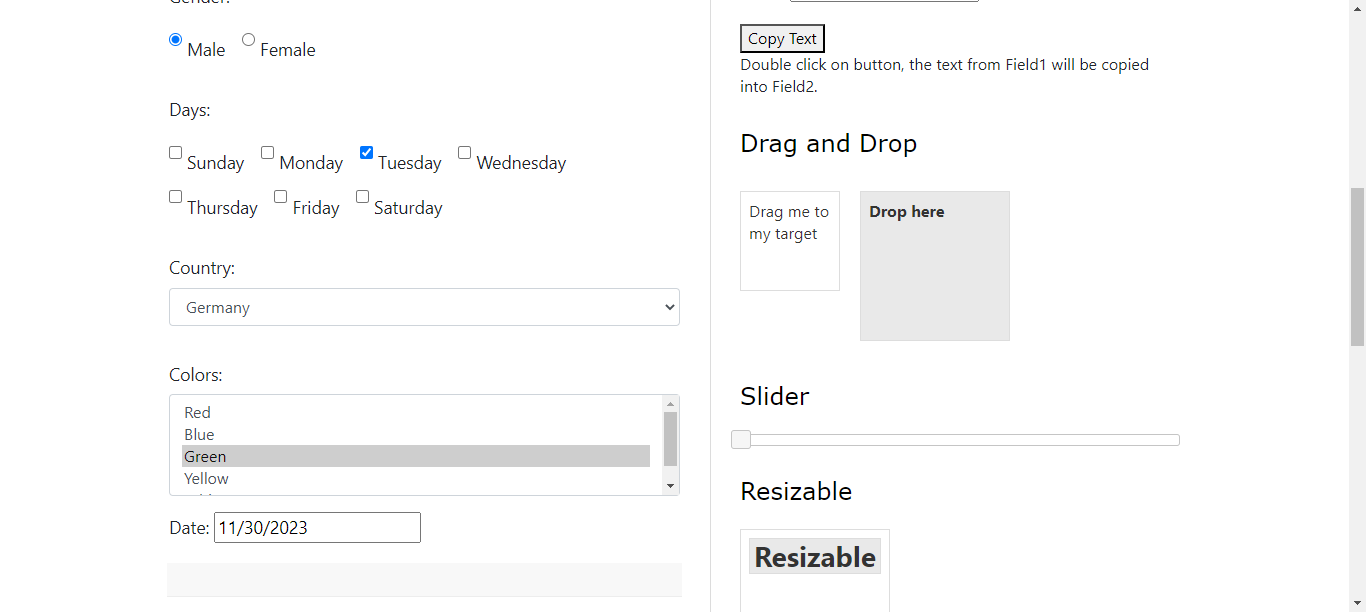 Gender:
Male Female
Days:
Sunday Monday Tuesday Wednesday
Thursday Friday Saturday
Country:
Germany
Colors:
Red
Blue
Green
Yellow
Date: 11/30/2023
Copy Text
Double click on button, the text from Field1 will be copied
into Field2.
Drag and Drop
Drag me to
my target
Drop here
Slider
Resizable
Resizable